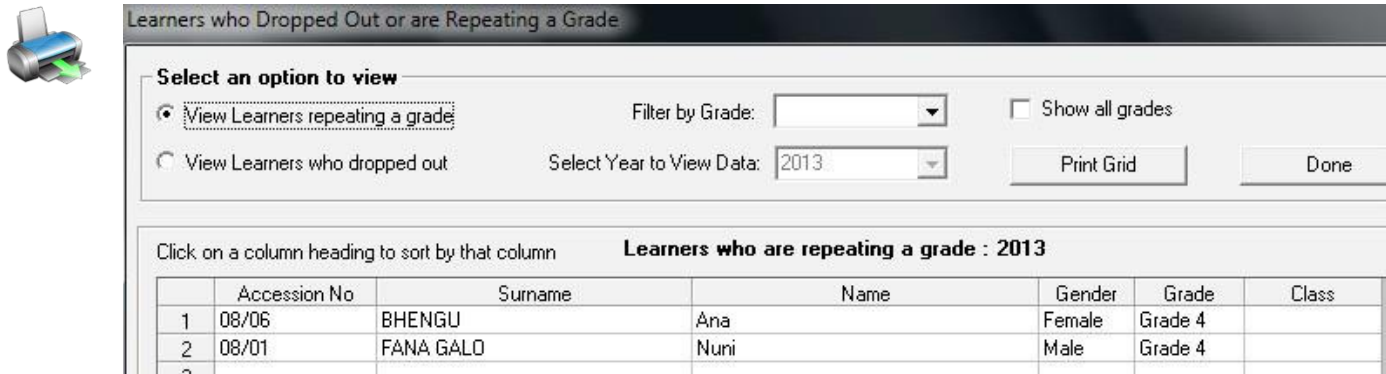 Learners who Dropped Out or are Repeating a Grade
Select an option to view
View Learners repeating a grade Filter by Grade: Show all grades
View Learners who dropped out Select Year to View Data: 2013 Print Grid Done
Click on a column heading to sort by that column Learners who are repeating a grade : 2013
Accession No Surname Name Gender Grade Class
1 08/06 BHENGU Ana Female Grade 4
2 08/01 FANA GALO Nuni Male Grade 4